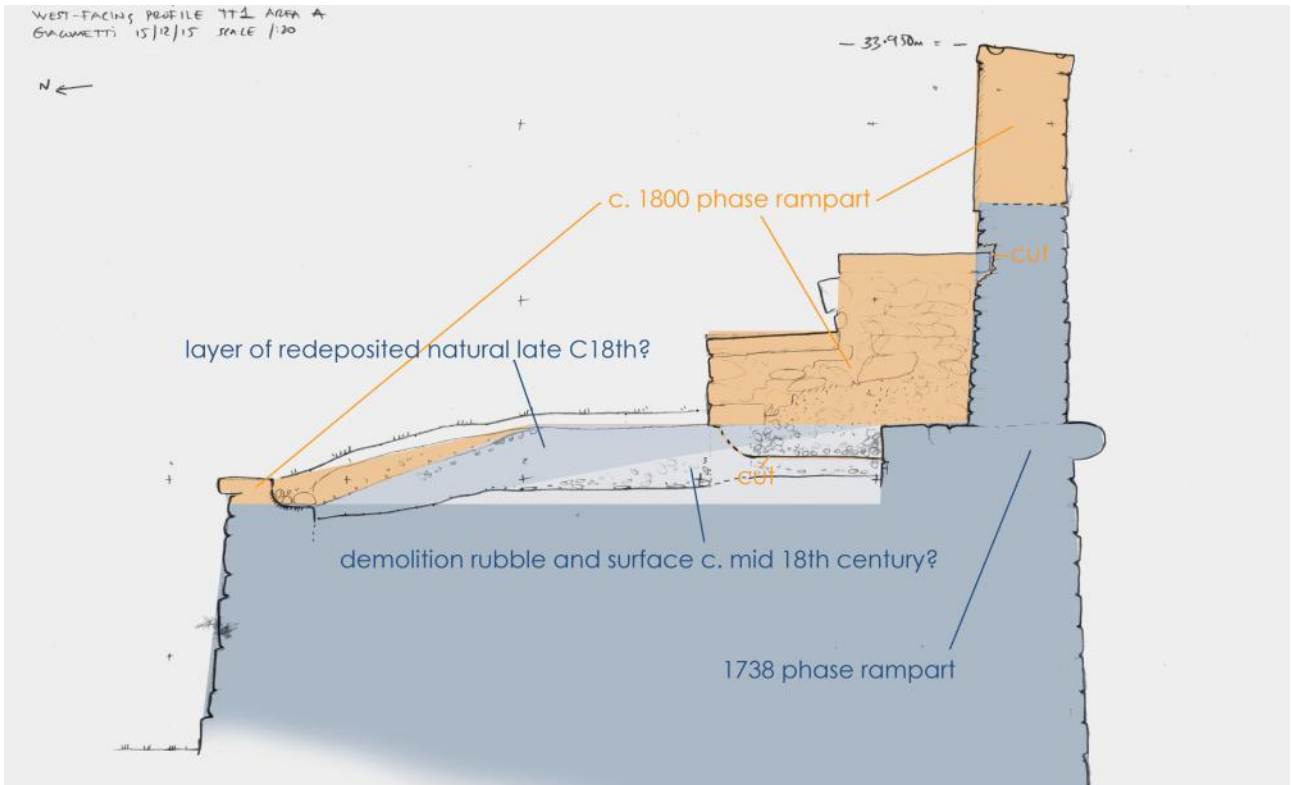 WEST-FACING PROFILE TT1 AREA A
GIACOMETTI 15/12/15 SCALE 1:20
N
— 33.950m = —
c. 1800 phase rampart
cut
layer of redeposited natural late C18th?
cut
demolition rubble and surface c. mid 18th century?
1738 phase rampart